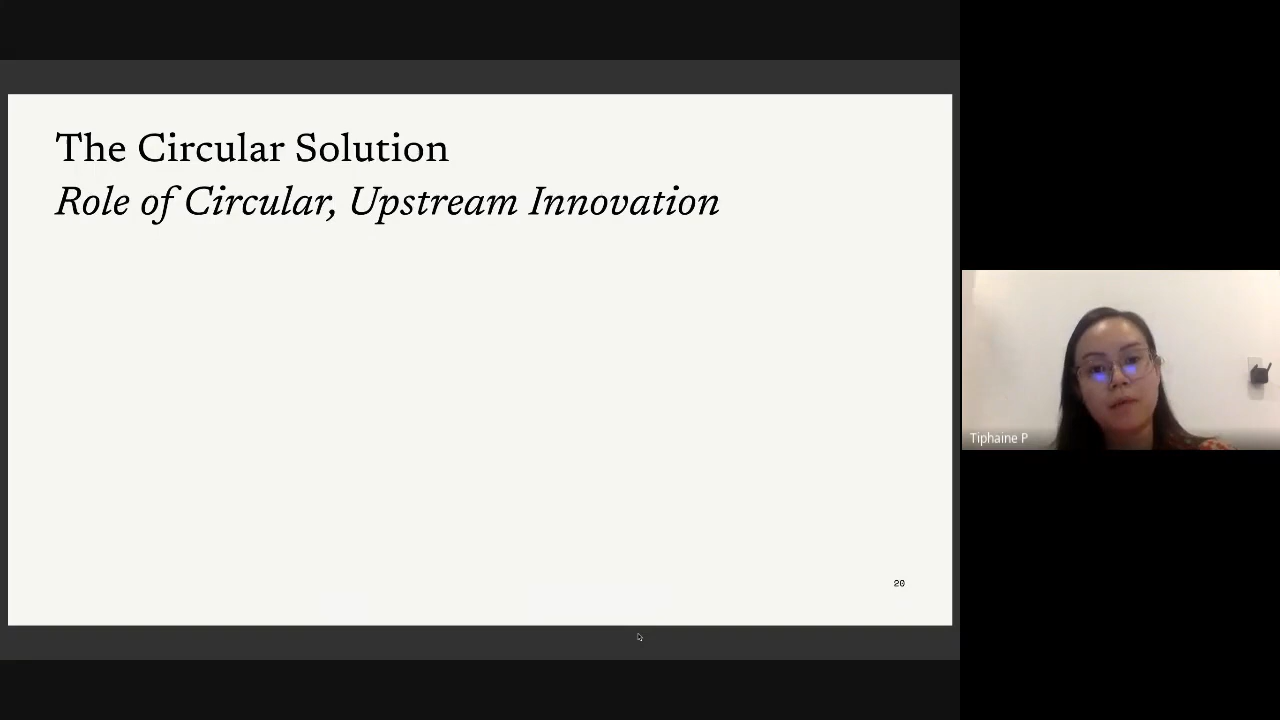 The Circular Solution
Role of Circular, Upstream Innovation
20
Tiphaine P